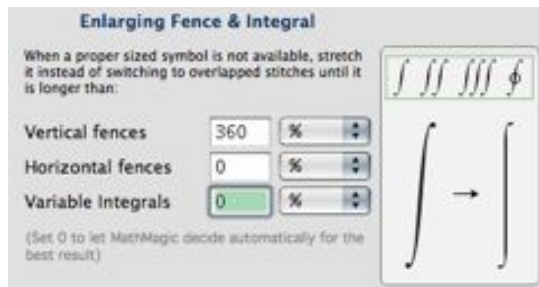 Enlarging Fence & Integral
When a proper sized symbol is not available, stretch
it instead of switching to overlapped stitches until it
is longer than:
∫ ∬ ∭ ∮
Vertical fences 360 %
Horizontal fences 0 %
Variable Integrals 0 %
∫ → ∫
(Set 0 to let MathMagic decide automatically for the
best result)